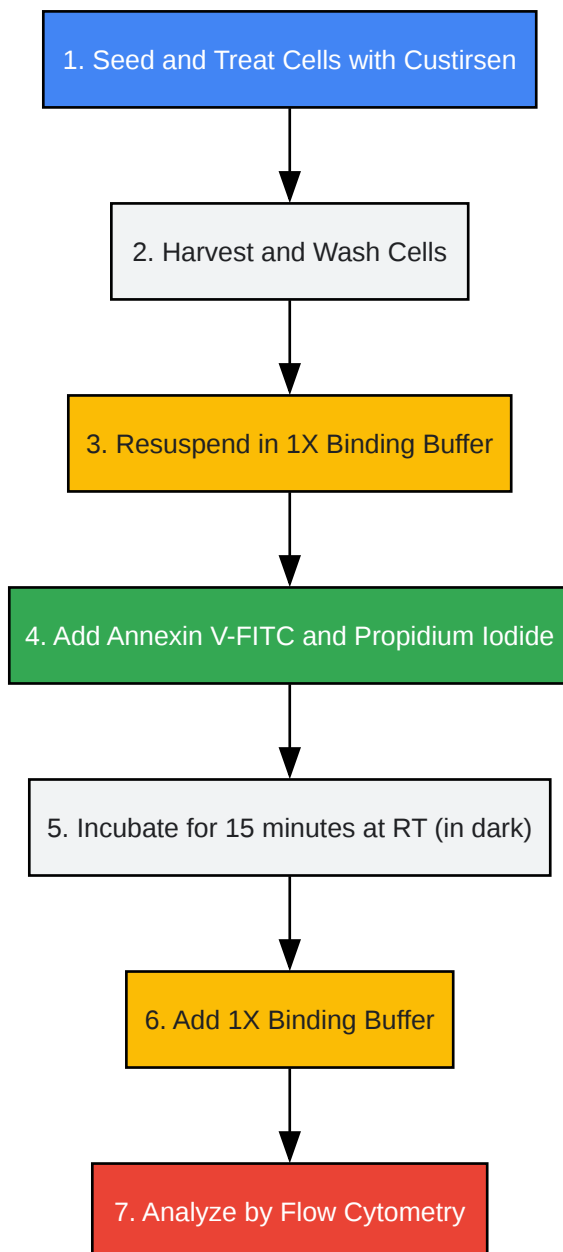 1. Seed and Treat Cells with Custirsen
2. Harvest and Wash Cells
3. Resuspend in 1X Binding Buffer
4. Add Annexin V-FITC and Propidium Iodide
5. Incubate for 15 minutes at RT (in dark)
6. Add 1X Binding Buffer
7. Analyze by Flow Cytometry